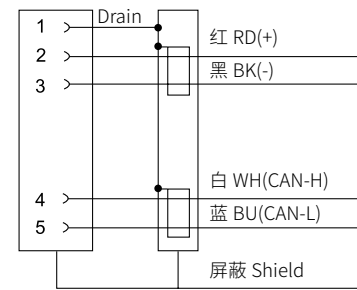 1 Drain
2 红 RD(+)
3 黑 BK(-)
4 白 WH(CAN-H)
5 蓝 BU(CAN-L)
屏蔽 Shield